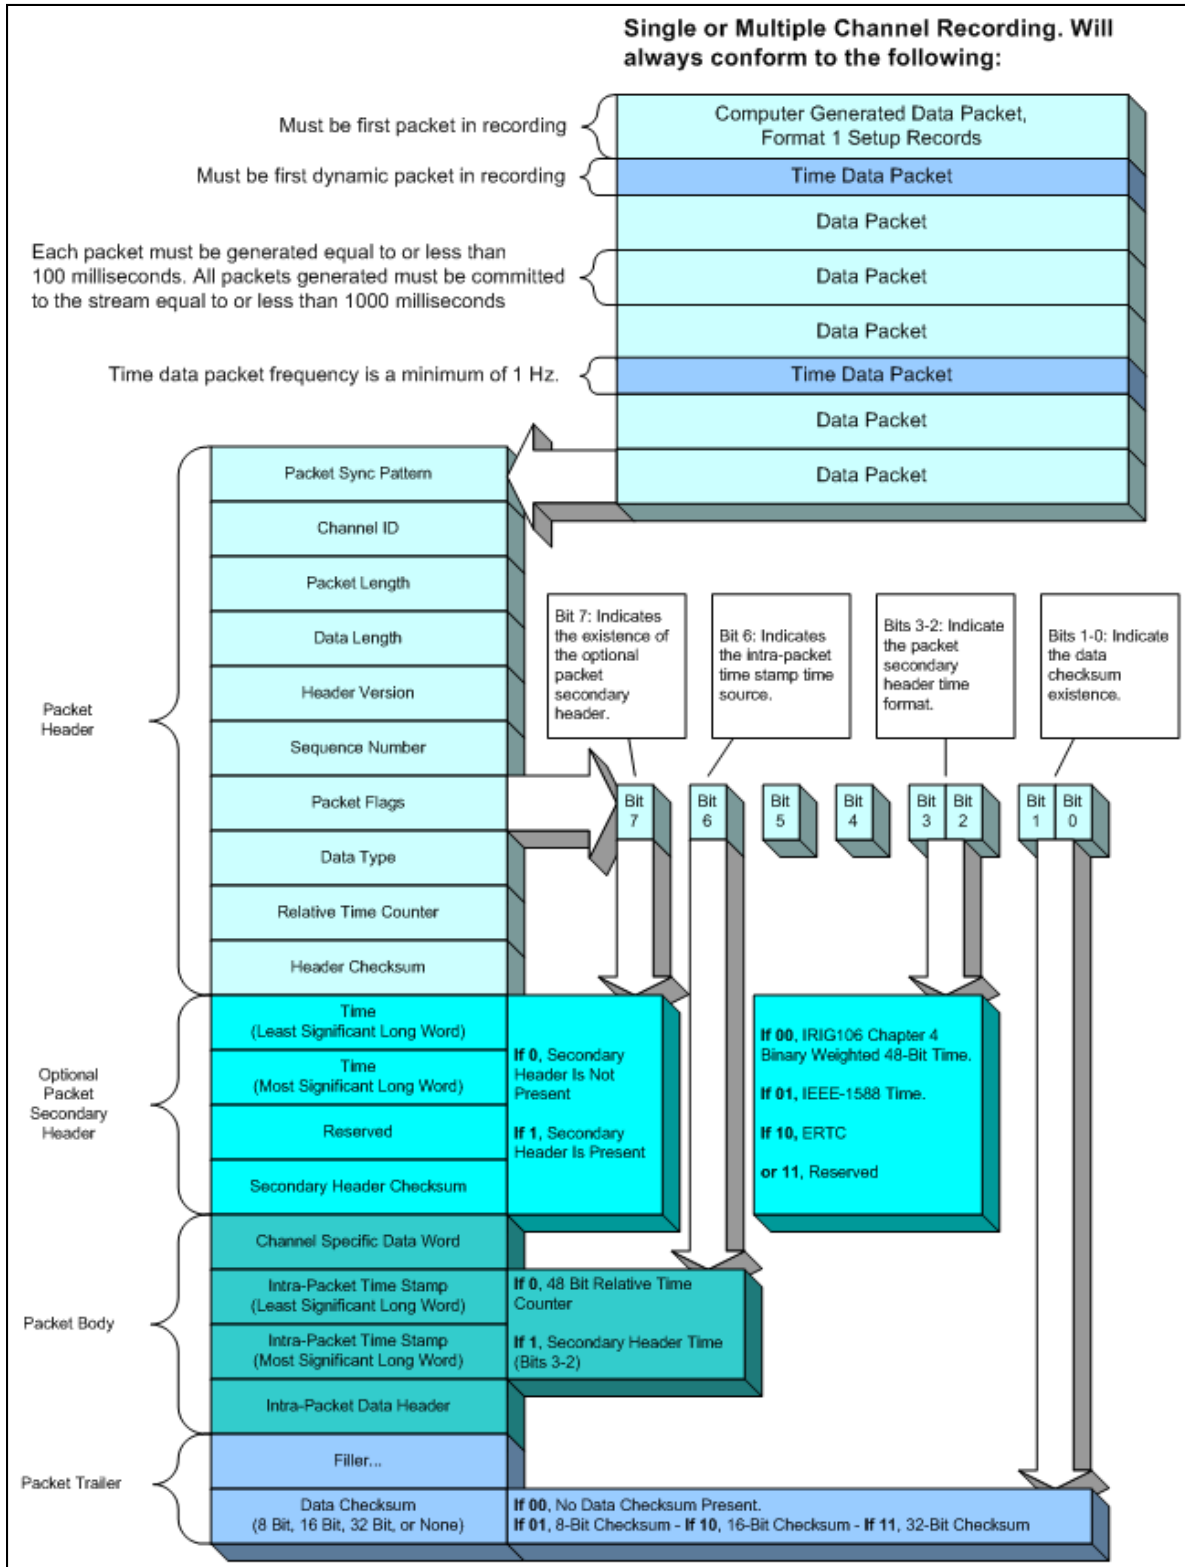 Single or Multiple Channel Recording. Will
always conform to the following:
Must be first packet in recording
Computer Generated Data Packet,
Format 1 Setup Records
Must be first dynamic packet in recording
Time Data Packet
Data Packet
Each packet must be generated equal to or less than
100 milliseconds. All packets generated must be committed
to the stream equal to or less than 1000 milliseconds
Data Packet
Data Packet
Time data packet frequency is a minimum of 1 Hz.
Time Data Packet
Data Packet
Data Packet
Packet
Header
Packet Sync Pattern
Channel ID
Packet Length
Data Length
Header Version
Sequence Number
Packet Flags
Data Type
Relative Time Counter
Header Checksum
Bit 7: Indicates
the existence of
the optional
packet
secondary
header.
Bit 6: Indicates
the intra-packet
time stamp time
source.
Bits 3-2: Indicate
the packet
secondary
header time
format.
Bits 1-0: Indicate
the data
checksum
existence.
Bit
7
Bit
6
Bit
5
Bit
4
Bit
3
Bit
2
Bit
1
Bit
0
Optional
Packet
Secondary
Header
Time
(Least Significant Long Word)
Time
(Most Significant Long Word)
Reserved
Secondary Header Checksum
If 0, Secondary
Header Is Not
Present
If 1, Secondary
Header Is Present
If 00, IRIG106 Chapter 4
Binary Weighted 48-Bit Time.
If 01, IEEE-1588 Time.
If 10, ERTC
or 11, Reserved
Packet Body
Channel Specific Data Word
Intra-Packet Time Stamp
(Least Significant Long Word)
Intra-Packet Time Stamp
(Most Significant Long Word)
Intra-Packet Data Header
If 0, 48 Bit Relative Time
Counter
If 1, Secondary Header Time
(Bits 3-2)
Packet Trailer
Filler...
Data Checksum
(8 Bit, 16 Bit, 32 Bit, or None)
If 00, No Data Checksum Present.
If 01, 8-Bit Checksum - If 10, 16-Bit Checksum - If 11, 32-Bit Checksum